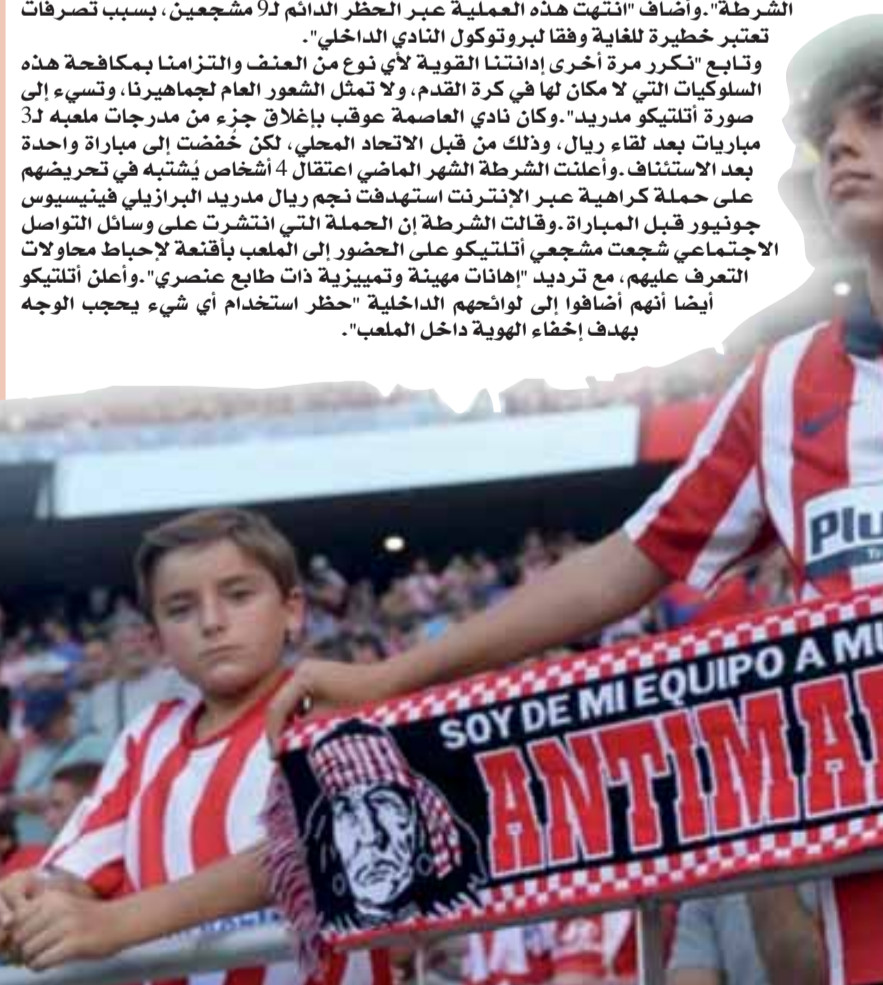 الشرطة".وأضاف "انتهت هذه العملية عبر الحظر الدائم لـ9 مشجعين، بسبب تصرفات
تعتبر خطيرة للغاية وفقا لبروتوكول النادي الداخلي".
وتابع "نكرر مرة أخرى إدانتنا القوية لأي نوع من العنف والتزامنا بمكافحة هذه
السلوكيات التي لا مكان لها في كرة القدم، ولا تمثل الشعور العام لجماهيرنا، وتسيء إلى
صورة أتلتيكو مدريد".وكان نادي العاصمة عوقب بإغلاق جزء من مدرجات ملعبه لـ3
مباريات بعد لقاء ريال، وذلك من قبل الاتحاد المحلي، لكن خُفضت إلى مباراة واحدة
بعد الاستئناف.وأعلنت الشرطة الشهر الماضي اعتقال 4 أشخاص يُشتبه في تحريضهم
على حملة كراهية عبر الإنترنت استهدفت نجم ريال مدريد البرازيلي فينيسيوس
جونيور قبل المباراة.وقالت الشرطة إن الحملة التي انتشرت على وسائل التواصل
الاجتماعي شجعت مشجعي أتلتيكو على الحضور إلى الملعب بأقنعة لإحباط محاولات
التعرف عليهم، مع ترديد "إهانات مهينة وتمييزية ذات طابع عنصري".وأعلن أتلتيكو
أيضا أنهم أضافوا إلى لوائحهم الداخلية "حظر استخدام أي شيء يحجب الوجه
بهدف إخفاء الهوية داخل الملعب".
Plu
SOY DE MI EQUIPO A MU
ANTIMA